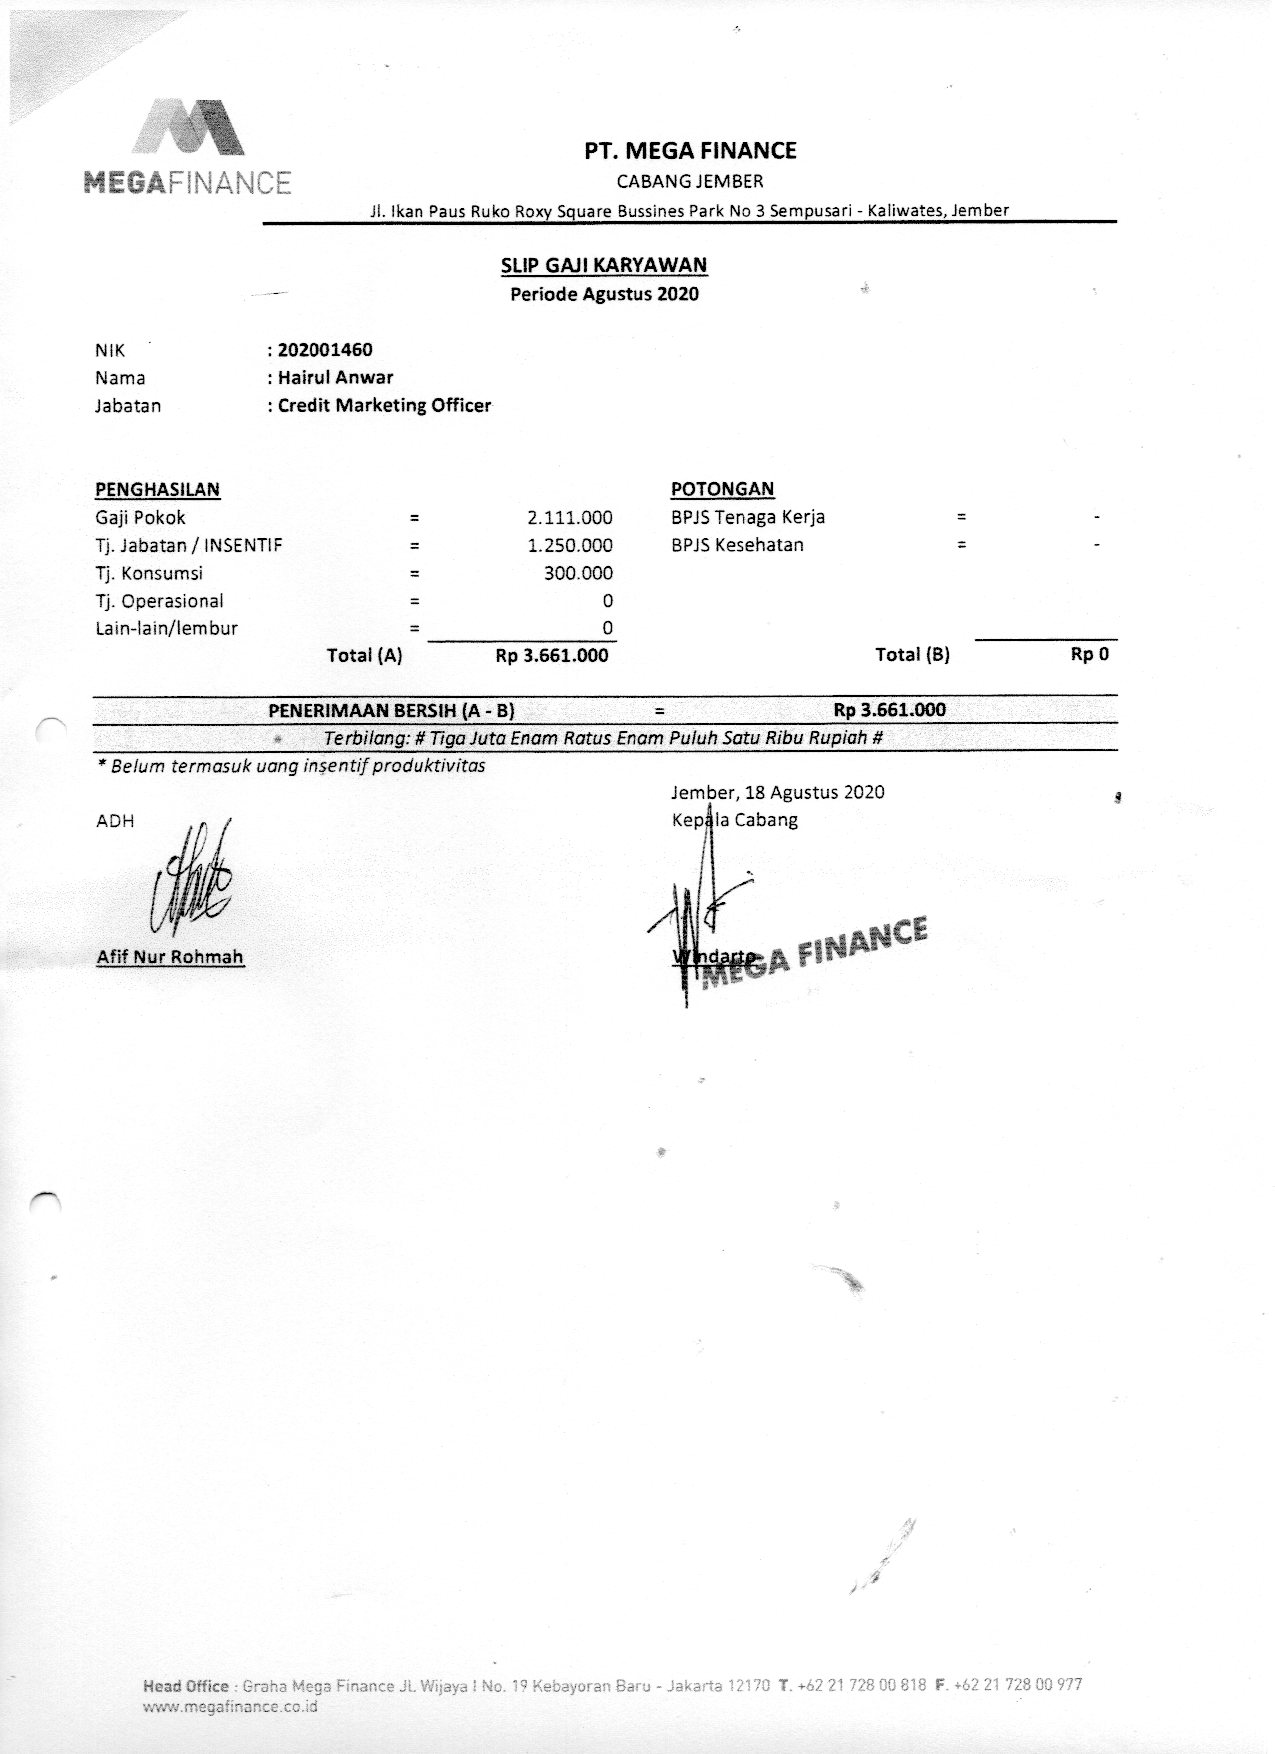 MEGAFINANCE
PT. MEGA FINANCE
CABANG JEMBER
Jl. Ikan Paus Ruko Roxy Square Bussines Park No 3 Sempusari - Kaliwates, Jember
SLIP GAJI KARYAWAN
Periode Agustus 2020
NIK : 202001460
Nama : Hairul Anwar
Jabatan : Credit Marketing Officer
PENGHASILAN POTONGAN
Gaji Pokok = 2.111.000 BPJS Tenaga Kerja = -
Tj. Jabatan / INSENTIF = 1.250.000 BPJS Kesehatan = -
Tj. Konsumsi = 300.000
Tj. Operasional = 0
Lain-lain/lembur = 0
Total (A) Rp 3.661.000 Total (B) Rp 0
PENERIMAAN BERSIH (A - B) = Rp 3.661.000
Terbilang: # Tiga Juta Enam Ratus Enam Puluh Satu Ribu Rupiah #
* Belum termasuk uang insentif produktivitas
Jember, 18 Agustus 2020
ADH Kepala Cabang
Afif Nur Rohmah Windarto
MEGA FINANCE
Head Office : Graha Mega Finance Jl. Wijaya I No. 19 Kebayoran Baru - Jakarta 12170 T. +62 21 728 00 818 F. +62 21 728 00 977
www.megafinance.co.id